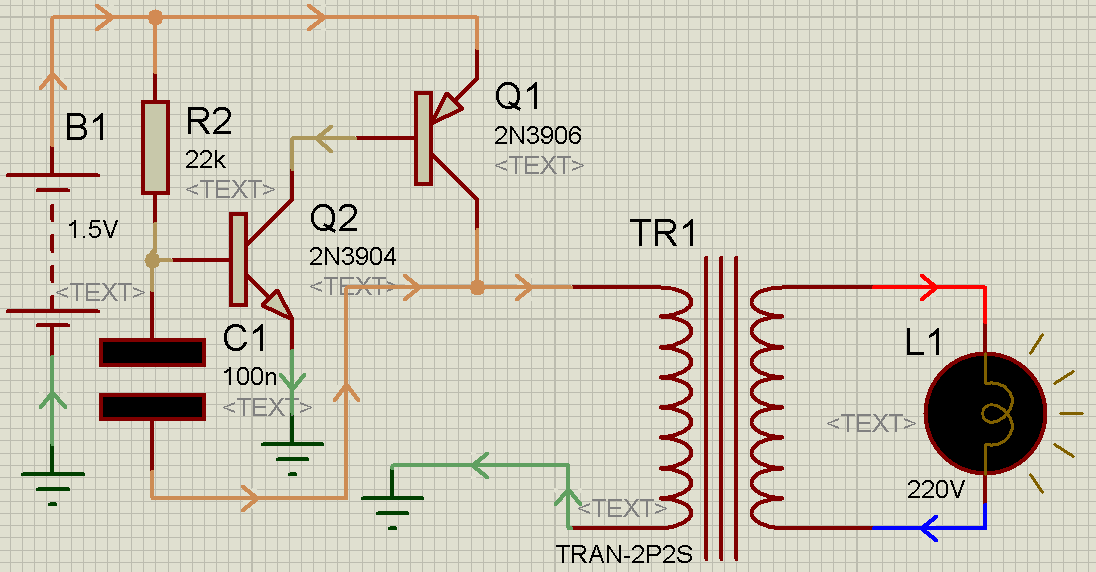 B1
1.5V
<TEXT>
R2
22k
<TEXT>
Q1
2N3906
<TEXT>
Q2
2N3904
<TEXT>
C1
100n
<TEXT>
TR1
<TEXT>
TRAN-2P2S
L1
<TEXT>
220V